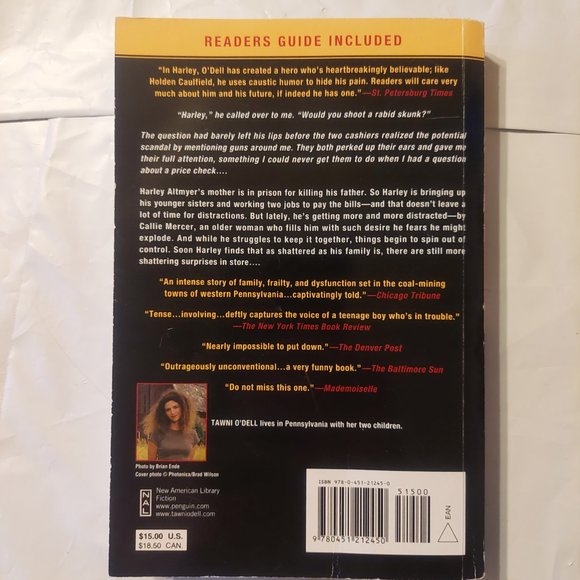 READERS GUIDE INCLUDED
"In Harley, O'Dell has created a hero who's heartbreakingly believable; like
Holden Caulfield, he uses caustic humor to hide his pain. Readers will care very
much about him and his future, if indeed he has one."—St. Petersburg Times
"Harley," he called over to me. "Would you shoot a rabid skunk?"
The question had barely left his lips before the two cashiers realized the potential
scandal by mentioning guns around me. They both perked up their ears and gave me
their full attention, something I could never get them to do when I had a question
about a price check....
Harley Altmyer's mother is in prison for killing his father. So Harley is bringing up
his younger sisters and working two jobs to pay the bills—and that doesn't leave a
lot of time for distractions. But lately, he's getting more and more distracted—by
Callie Mercer, an older woman who fills him with such desire he fears he might
explode. And while he struggles to keep it together, things begin to spin out of
control. Soon Harley finds that as shattered as his family is, there are still more
shattering surprises in store....
"An intense story of family, frailty, and dysfunction set in the coal-mining
towns of western Pennsylvania...captivatingly told."—Chicago Tribune
"Tense...involving...deftly captures the voice of a teenage boy who's in trouble."
—The New York Times Book Review
"Nearly impossible to put down."—The Denver Post
"Outrageously unconventional...a very funny book."—The Baltimore Sun
"Do not miss this one."—Mademoiselle
TAWNI O'DELL lives in Pennsylvania with her two children.
Photo by Brian Ende
Cover photo © Photonica/Brad Wilson
NAL
New American Library
Fiction
www.penguin.com
www.tawniodell.com
$15.00 U.S.
$18.50 CAN.
ISBN 978-0-451-21245-0
51500
9 780451 212450
EAN